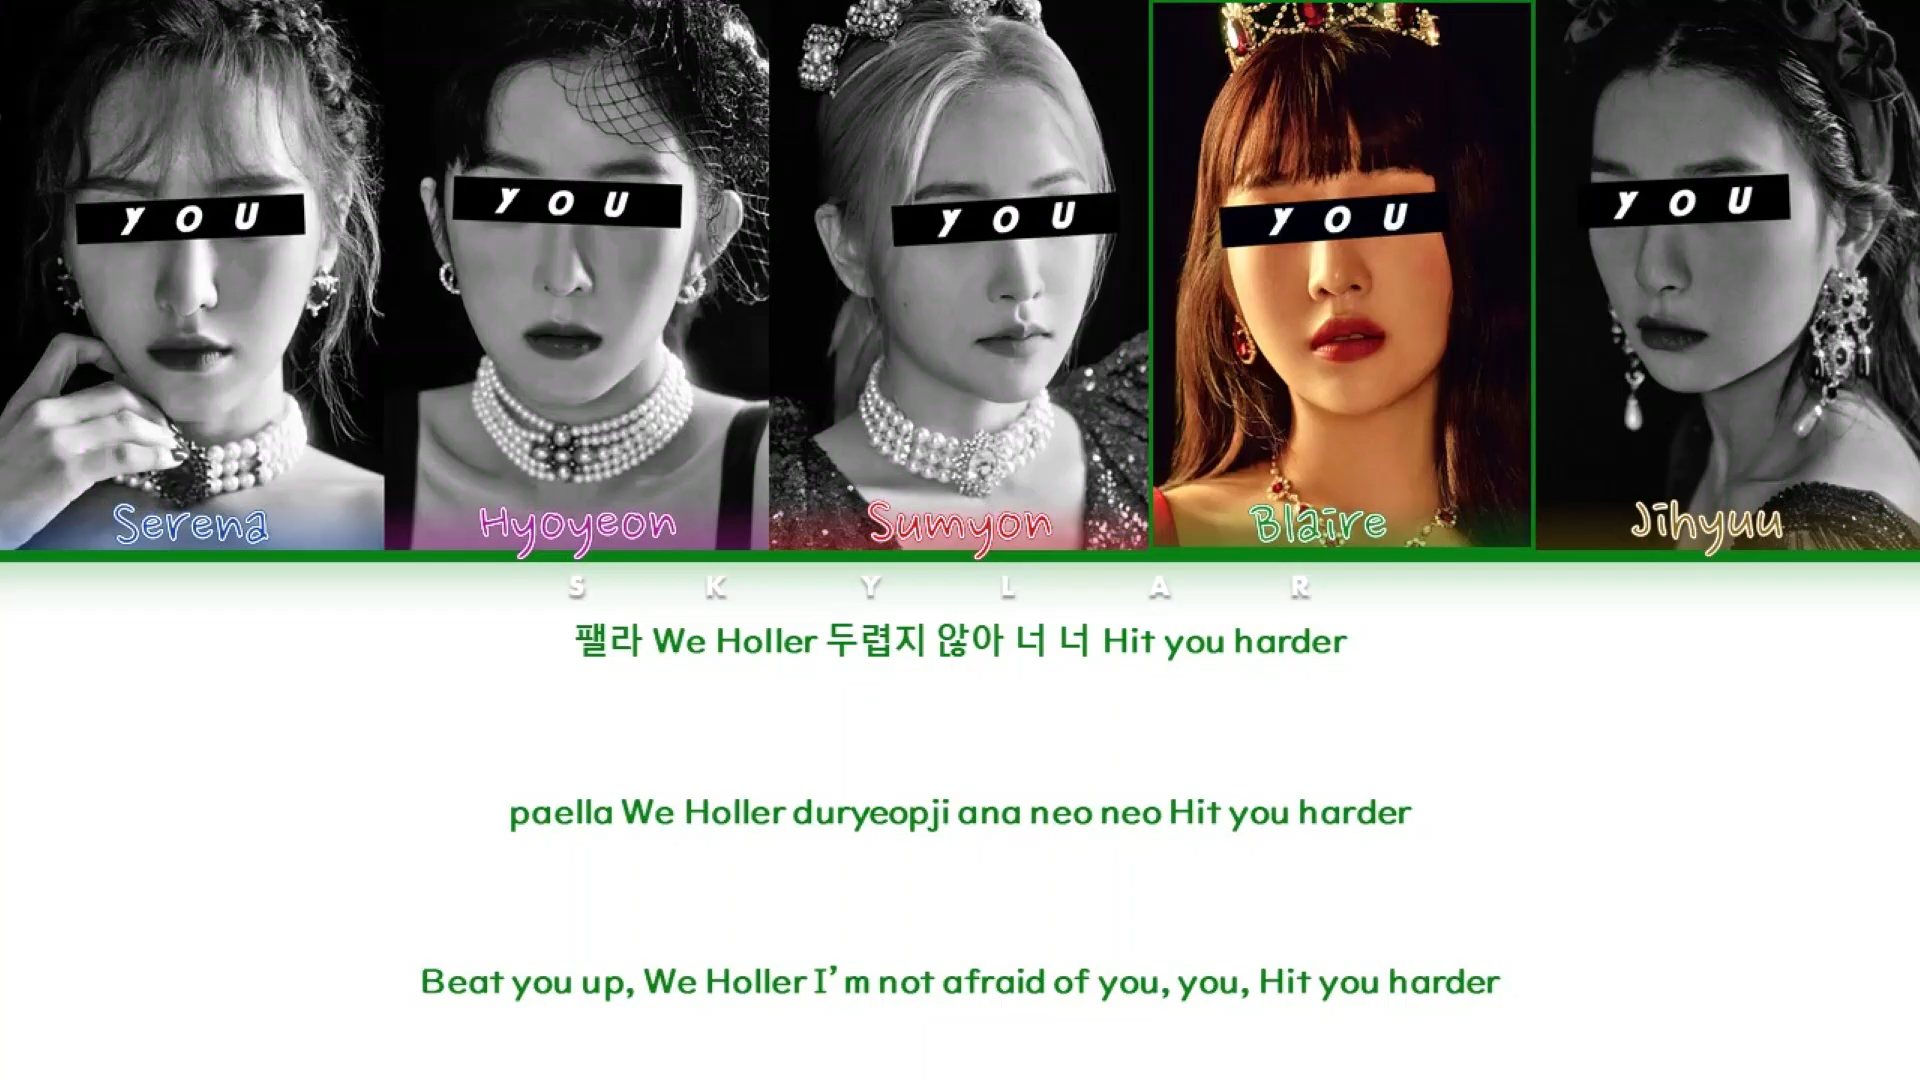 YOU YOU YOU YOU YOU
Serena Hyoyeon Sumyon Blaire Jihyuu
SKYLAR
팰라 We Holler 두렵지 않아 너 너 Hit you harder
paella We Holler duryeopji ana neo neo Hit you harder
Beat you up, We Holler I’m not afraid of you, you, Hit you harder